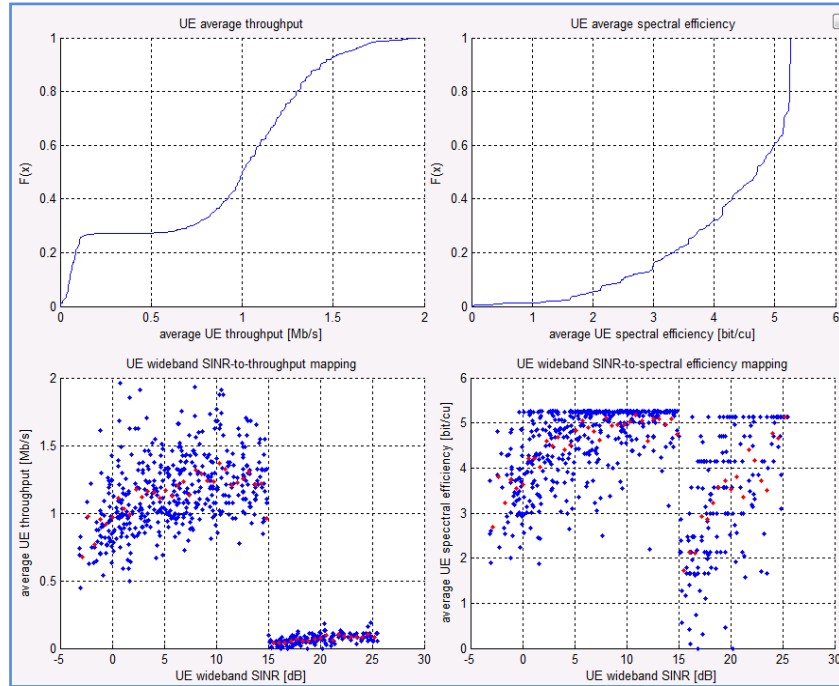 UE average throughput
1
0.8
0.6
0.4
0.2
0
F(x)
0 0.5 1 1.5 2
average UE throughput [Mb/s]
UE average spectral efficiency
1
0.8
0.6
0.4
0.2
0
F(x)
0 1 2 3 4 5 6
average UE spectral efficiency [bit/cu]
UE wideband SINR-to-throughput mapping
2
1.5
1
0.5
0
average UE throughput [Mb/s]
-5 0 5 10 15 20 25 30
UE wideband SINR [dB]
UE wideband SINR-to-spectral efficiency mapping
6
5
4
3
2
1
0
average UE specctral efficiency [bit/cu]
-5 0 5 10 15 20 25 30
UE wideband SINR [dB]